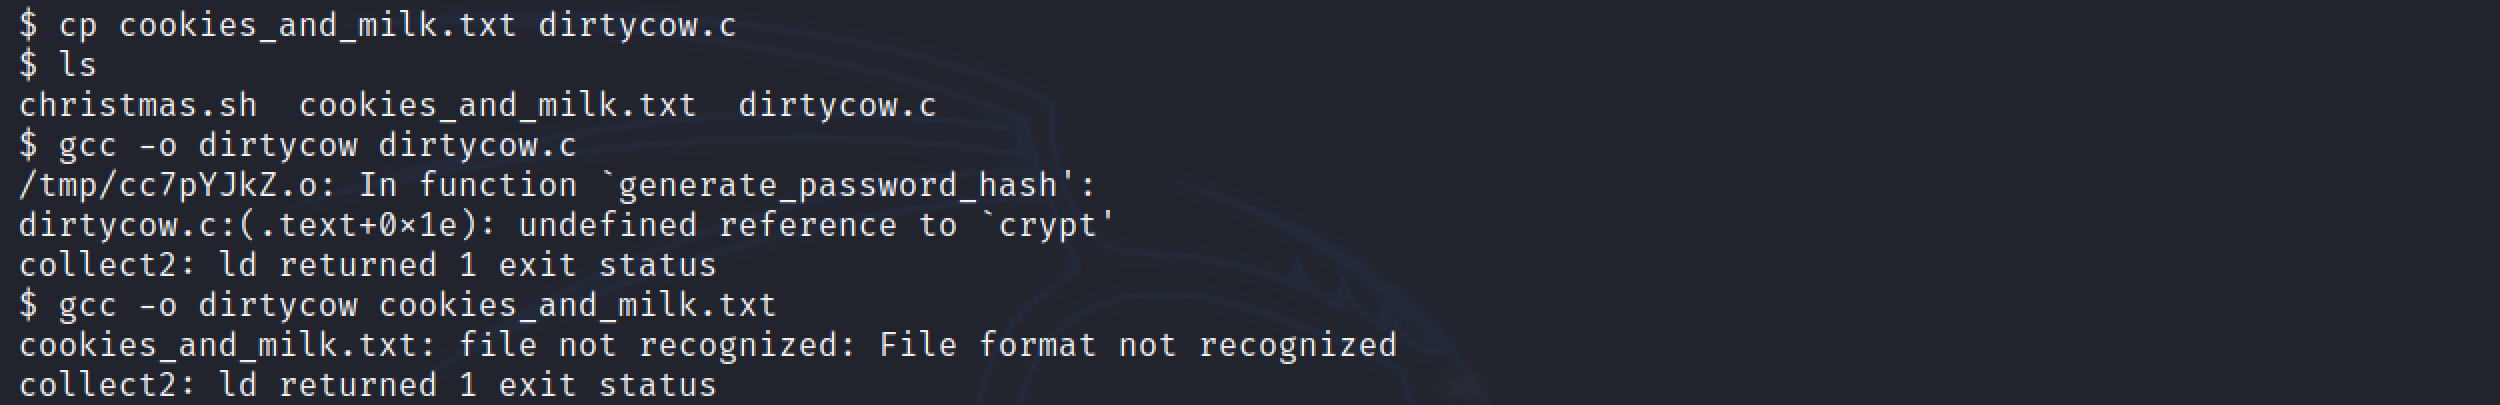 $ cp cookies_and_milk.txt dirtycow.c
$ ls
christmas.sh  cookies_and_milk.txt  dirtycow.c
$ gcc -o dirtycow dirtycow.c
/tmp/cc7pYJkZ.o: In function `generate_password_hash':
dirtycow.c:(.text+0×1e): undefined reference to `crypt'
collect2: ld returned 1 exit status
$ gcc -o dirtycow cookies_and_milk.txt
cookies_and_milk.txt: file not recognized: File format not recognized
collect2: ld returned 1 exit status